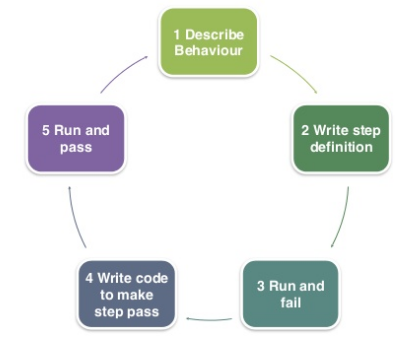 1 Describe
Behaviour
2 Write step
definition
3 Run and
fail
4 Write code
to make
step pass
5 Run and
pass